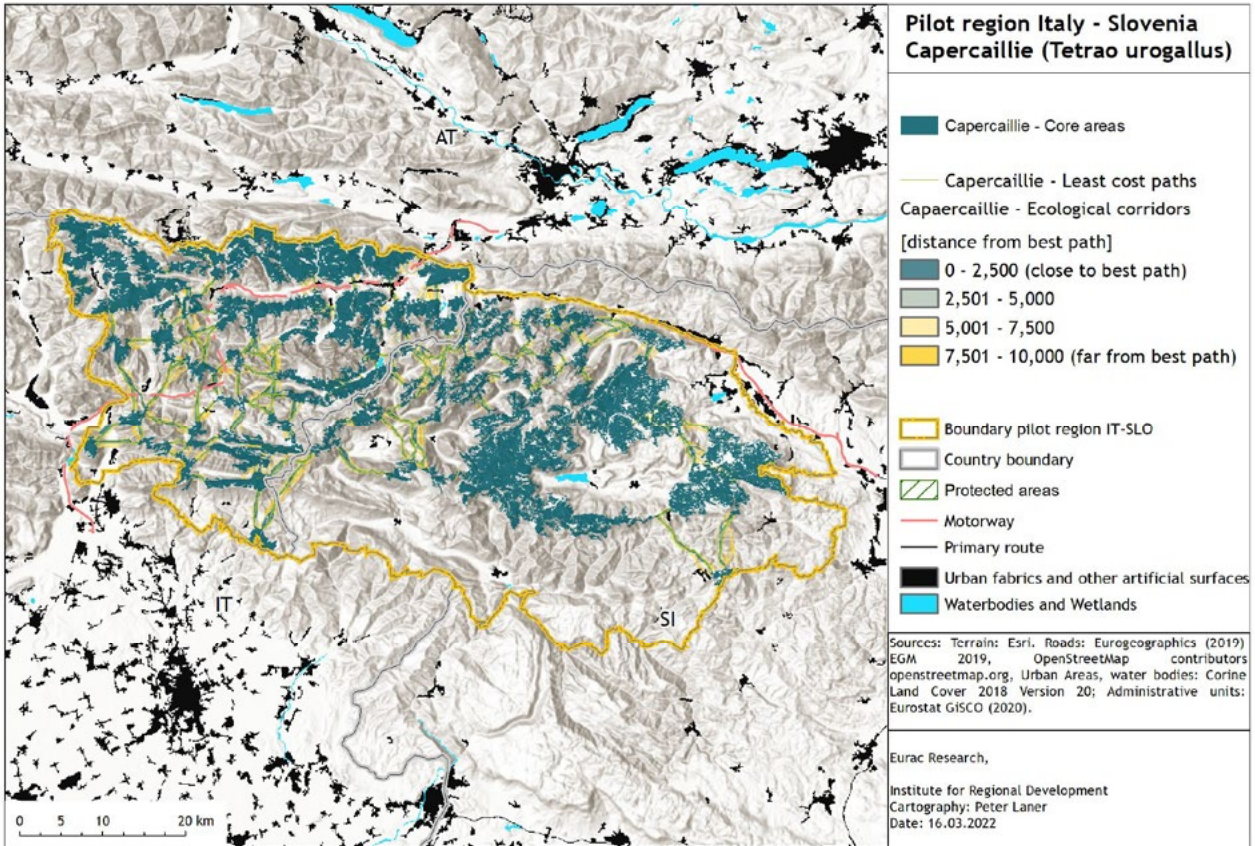 Pilot region Italy - Slovenia
Capercaillie (Tetrao urogallus)
Capercaillie - Core areas
Capercaillie - Least cost paths
Capaercaillie - Ecological corridors
[distance from best path]
0 - 2,500 (close to best path)
2,501 - 5,000
5,001 - 7,500
7,501 - 10,000 (far from best path)
Boundary pilot region IT-SLO
Country boundary
Protected areas
Motorway
Primary route
Urban fabrics and other artificial surfaces
Waterbodies and Wetlands
Sources: Terrain: Esri. Roads: Eurogeographics (2019)
EGM 2019, OpenStreetMap contributors
openstreetmap.org, Urban Areas, water bodies: Corine
Land Cover 2018 Version 20; Administrative units:
Eurostat GISCO (2020).
Eurac Research,
Institute for Regional Development
Cartography: Peter Laner
Date: 16.03.2022
AT
IT
SI
0 5 10 20 km